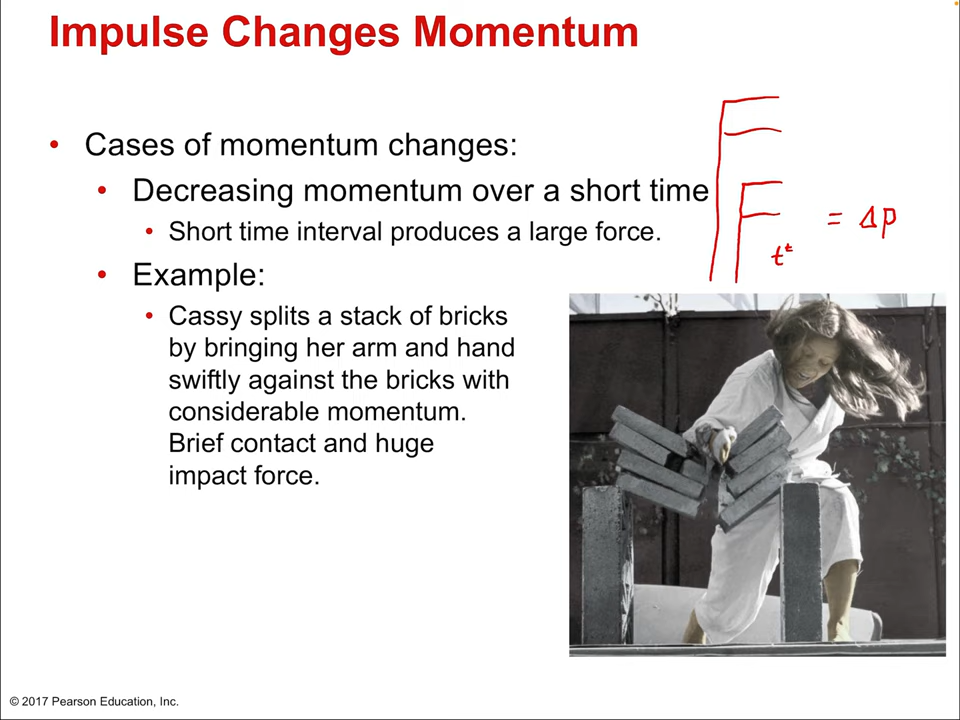 Impulse Changes Momentum
• Cases of momentum changes:
• Decreasing momentum over a short time
• Short time interval produces a large force.
• Example:
• Cassy splits a stack of bricks
by bringing her arm and hand
swiftly against the bricks with
considerable momentum.
Brief contact and huge
impact force.
F
F t = Δp
© 2017 Pearson Education, Inc.